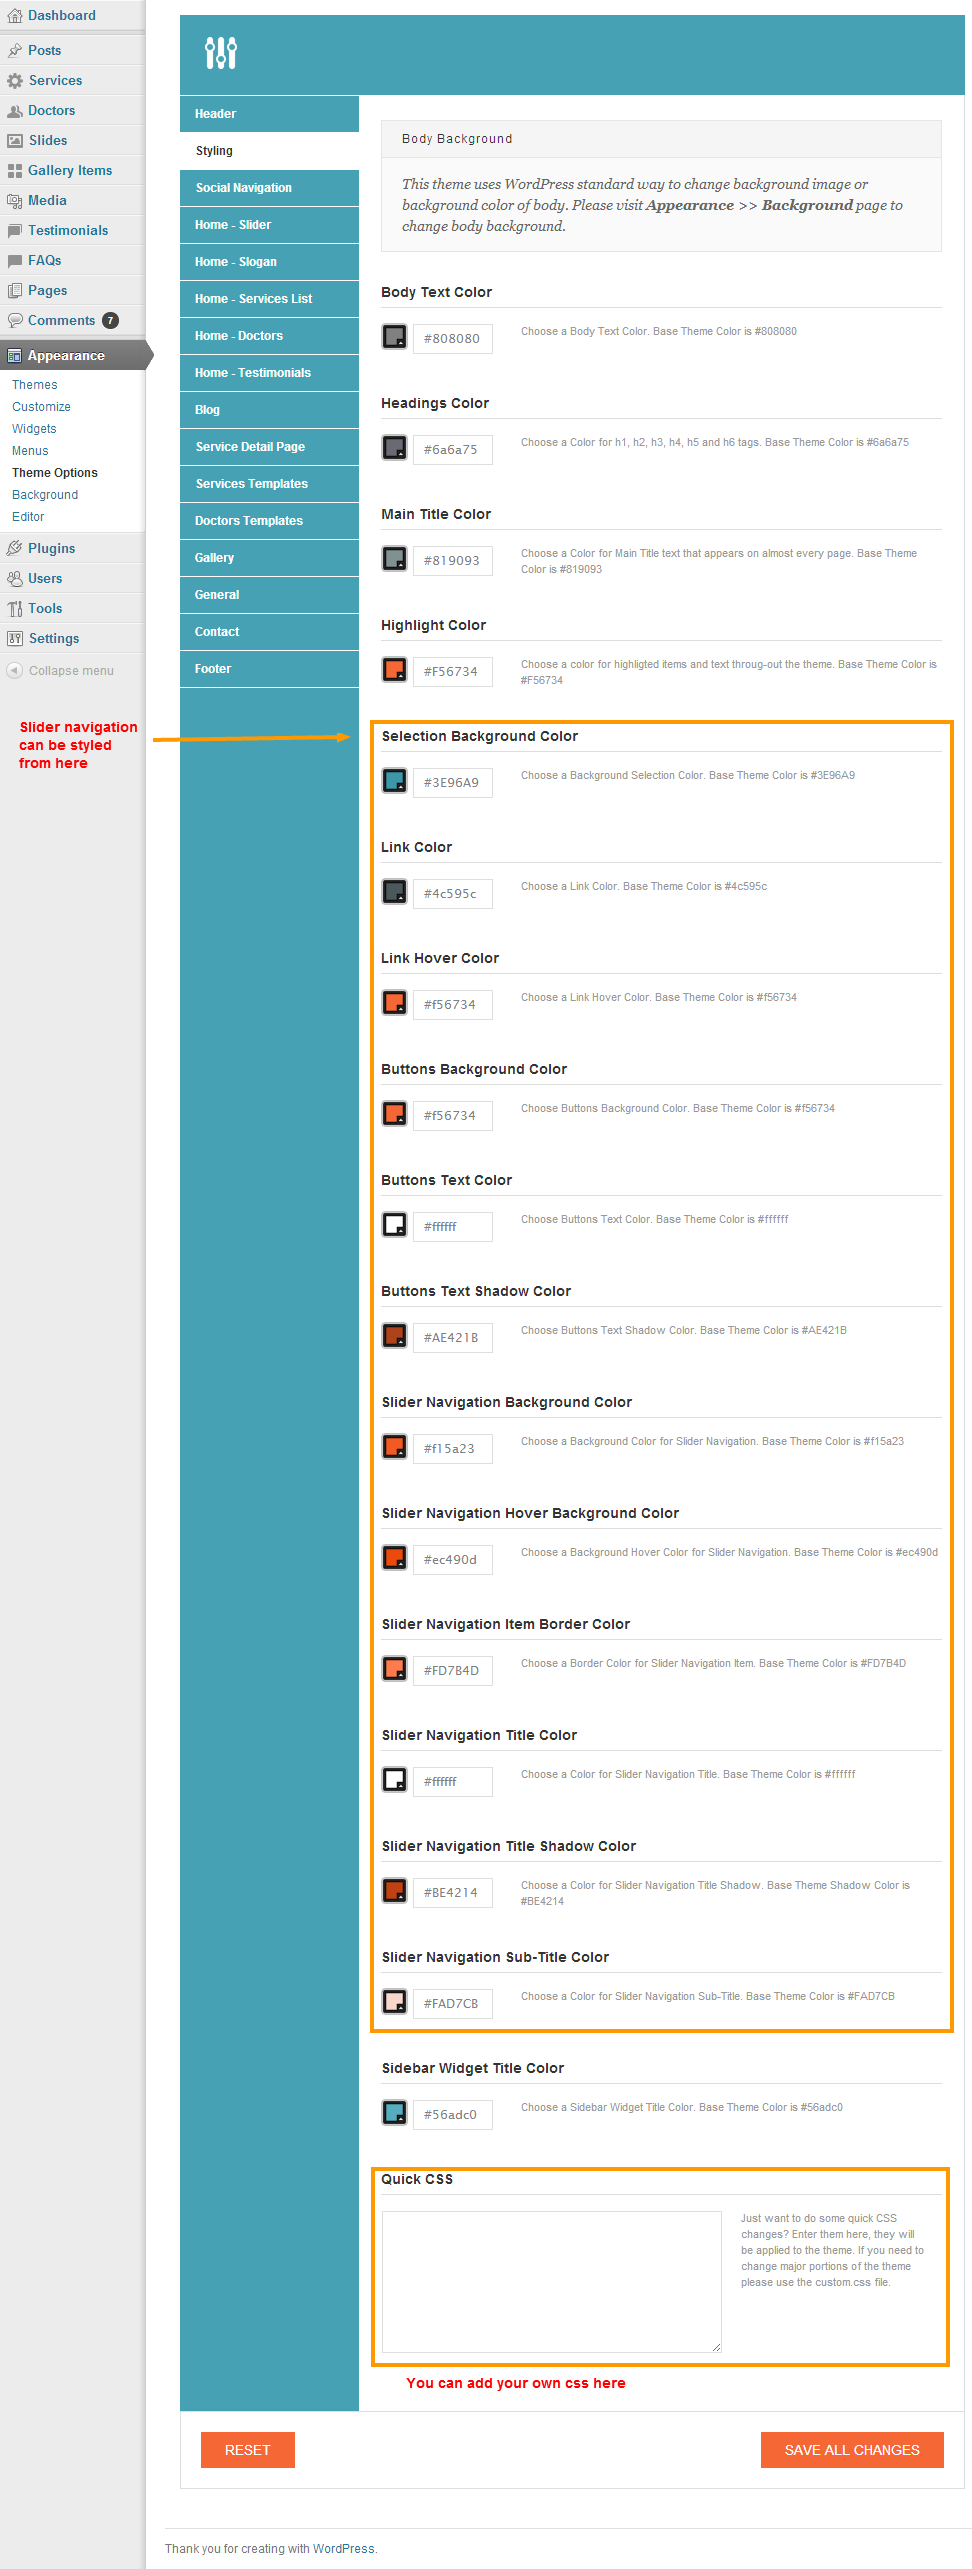 Dashboard
Posts
Services
Doctors
Slides
Gallery Items
Media
Testimonials
FAQs
Pages
Comments 7
Appearance
Themes
Customize
Widgets
Menus
Theme Options
Background
Editor
Plugins
Users
Tools
Settings
Collapse menu
Slider navigation
can be styled
from here
Header
Styling
Social Navigation
Home - Slider
Home - Slogan
Home - Services List
Home - Doctors
Home - Testimonials
Blog
Service Detail Page
Services Templates
Doctors Templates
Gallery
General
Contact
Footer
Body Background
This theme uses WordPress standard way to change background image or
background color of body. Please visit Appearance >> Background page to
change body background.
Body Text Color
#808080
Choose a Body Text Color. Base Theme Color is #808080
Headings Color
#6a6a75
Choose a Color for h1, h2, h3, h4, h5 and h6 tags. Base Theme Color is #6a6a75
Main Title Color
#819093
Choose a Color for Main Title text that appears on almost every page. Base Theme
Color is #819093
Highlight Color
#F56734
Choose a color for highligted items and text throug-out the theme. Base Theme Color is
#F56734
Selection Background Color
#3E96A9
Choose a Background Selection Color. Base Theme Color is #3E96A9
Link Color
#4c595c
Choose a Link Color. Base Theme Color is #4c595c
Link Hover Color
#f56734
Choose a Link Hover Color. Base Theme Color is #f56734
Buttons Background Color
#f56734
Choose Buttons Background Color. Base Theme Color is #f56734
Buttons Text Color
#ffffff
Choose Buttons Text Color. Base Theme Color is #ffffff
Buttons Text Shadow Color
#AE421B
Choose Buttons Text Shadow Color. Base Theme Color is #AE421B
Slider Navigation Background Color
#f15a23
Choose a Background Color for Slider Navigation. Base Theme Color is #f15a23
Slider Navigation Hover Background Color
#ec490d
Choose a Background Hover Color for Slider Navigation. Base Theme Color is #ec490d
Slider Navigation Item Border Color
#FD7B4D
Choose a Border Color for Slider Navigation Item. Base Theme Color is #FD7B4D
Slider Navigation Title Color
#ffffff
Choose a Color for Slider Navigation Title. Base Theme Color is #ffffff
Slider Navigation Title Shadow Color
#BE4214
Choose a Color for Slider Navigation Title Shadow. Base Theme Shadow Color is
#BE4214
Slider Navigation Sub-Title Color
#FAD7CB
Choose a Color for Slider Navigation Sub-Title. Base Theme Color is #FAD7CB
Sidebar Widget Title Color
#56adc0
Choose a Sidebar Widget Title Color. Base Theme Color is #56adc0
Quick CSS
Just want to do some quick CSS
changes? Enter them here, they will
be applied to the theme. If you need to
change major portions of the theme
please use the custom.css file.
You can add your own css here
RESET
SAVE ALL CHANGES
Thank you for creating with WordPress.